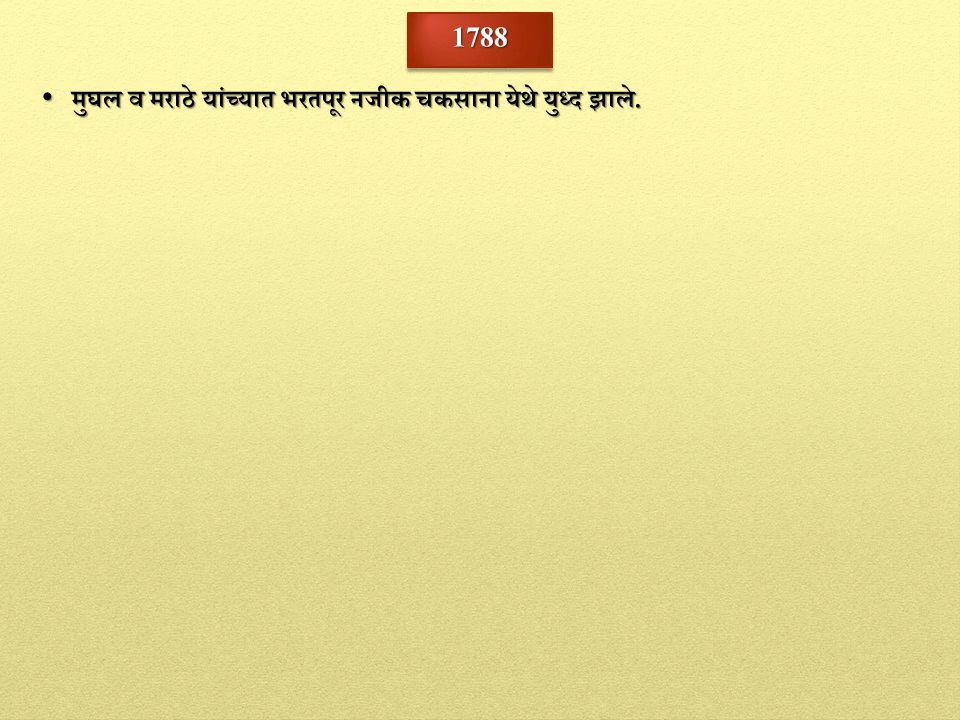 1788
• मुघल व मराठे यांच्यात भरतपूर नजीक चकसाना येथे युध्द झाले.